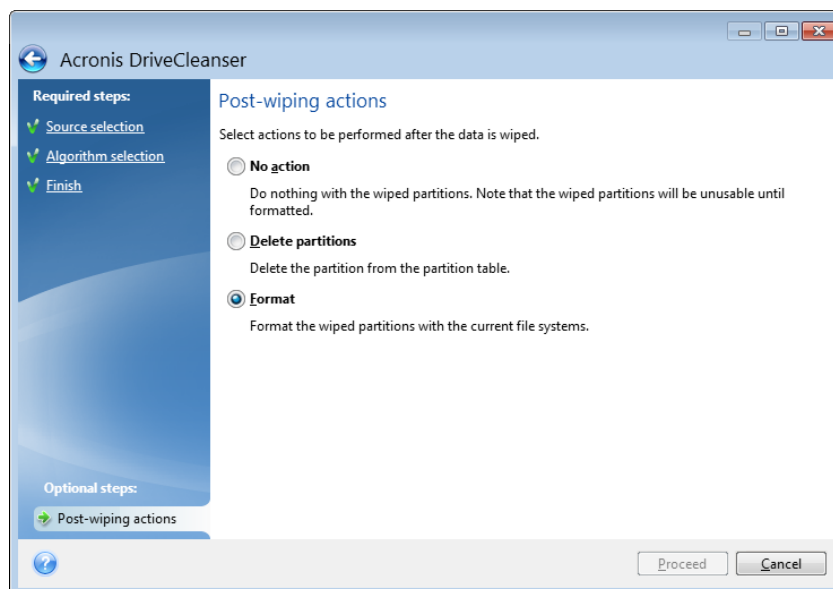 Acronis DriveCleanser
Required steps:
Source selection
Algorithm selection
Finish
Post-wiping actions
Select actions to be performed after the data is wiped.
No action
Do nothing with the wiped partitions. Note that the wiped partitions will be unusable until
formatted.
Delete partitions
Delete the partition from the partition table.
Format
Format the wiped partitions with the current file systems.
Optional steps:
Post-wiping actions
?
Proceed
Cancel